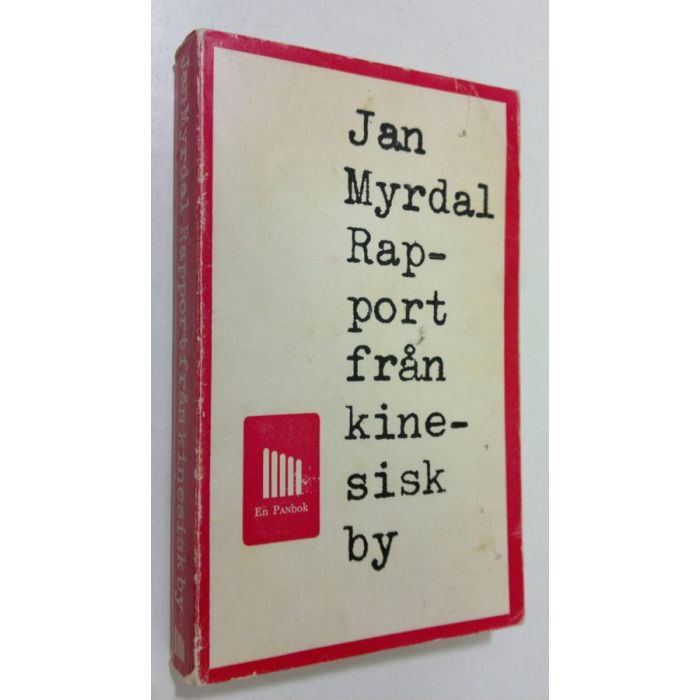 Jan
Myrdal
Rap-
port
från
kine-
sisk
by
En PANbok
Jan Myrdal Rapport från kinesisk by